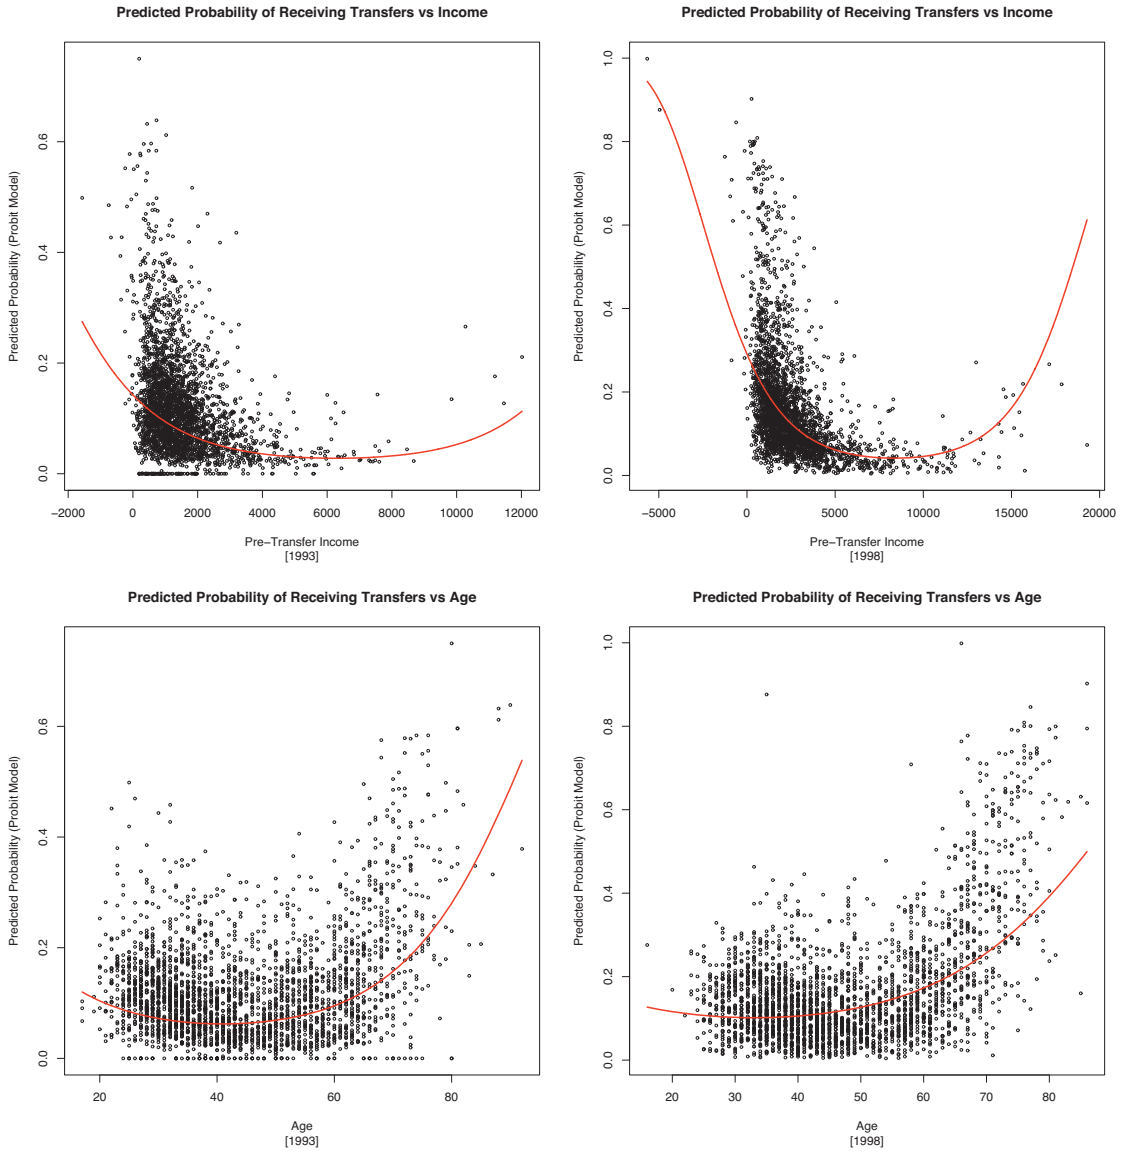 Predicted Probability of Receiving Transfers vs Income
Predicted Probability (Probit Model)
0.0 0.2 0.4 0.6
−2000 0 2000 4000 6000 8000 10000 12000
Pre−Transfer Income
[1993]
Predicted Probability of Receiving Transfers vs Income
Predicted Probability (Probit Model)
0.0 0.2 0.4 0.6 0.8 1.0
−5000 0 5000 10000 15000 20000
Pre−Transfer Income
[1998]
Predicted Probability of Receiving Transfers vs Age
Predicted Probability (Probit Model)
0.0 0.2 0.4 0.6
20 40 60 80
Age
[1993]
Predicted Probability of Receiving Transfers vs Age
Predicted Probability (Probit Model)
0.0 0.2 0.4 0.6 0.8 1.0
20 30 40 50 60 70 80
Age
[1998]